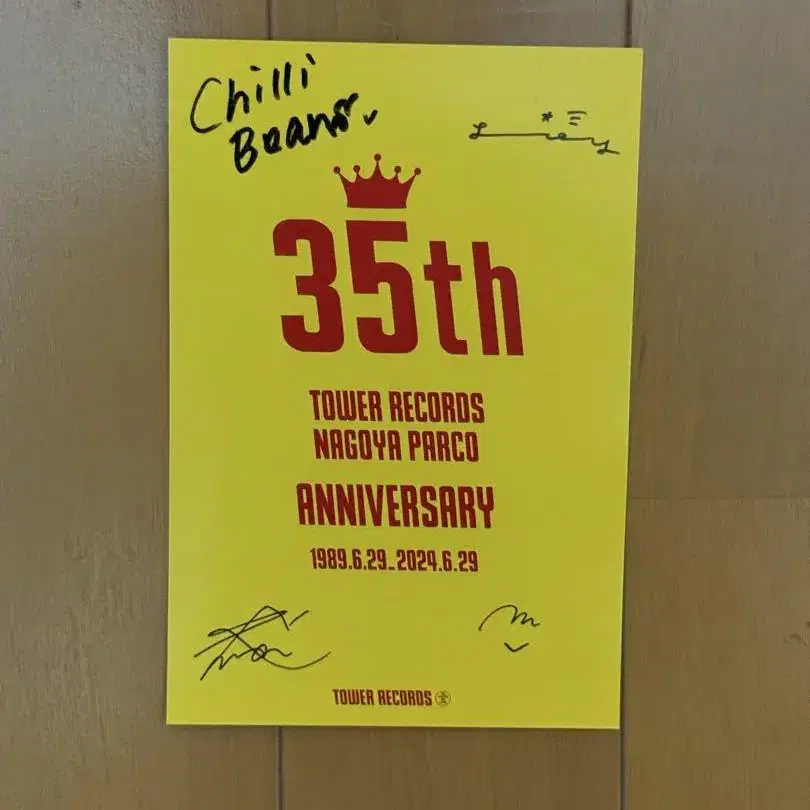 Chilli
Beans.
35th
TOWER RECORDS
NAGOYA PARCO
ANNIVERSARY
1989.6.29_2024.6.29
TOWER RECORDS